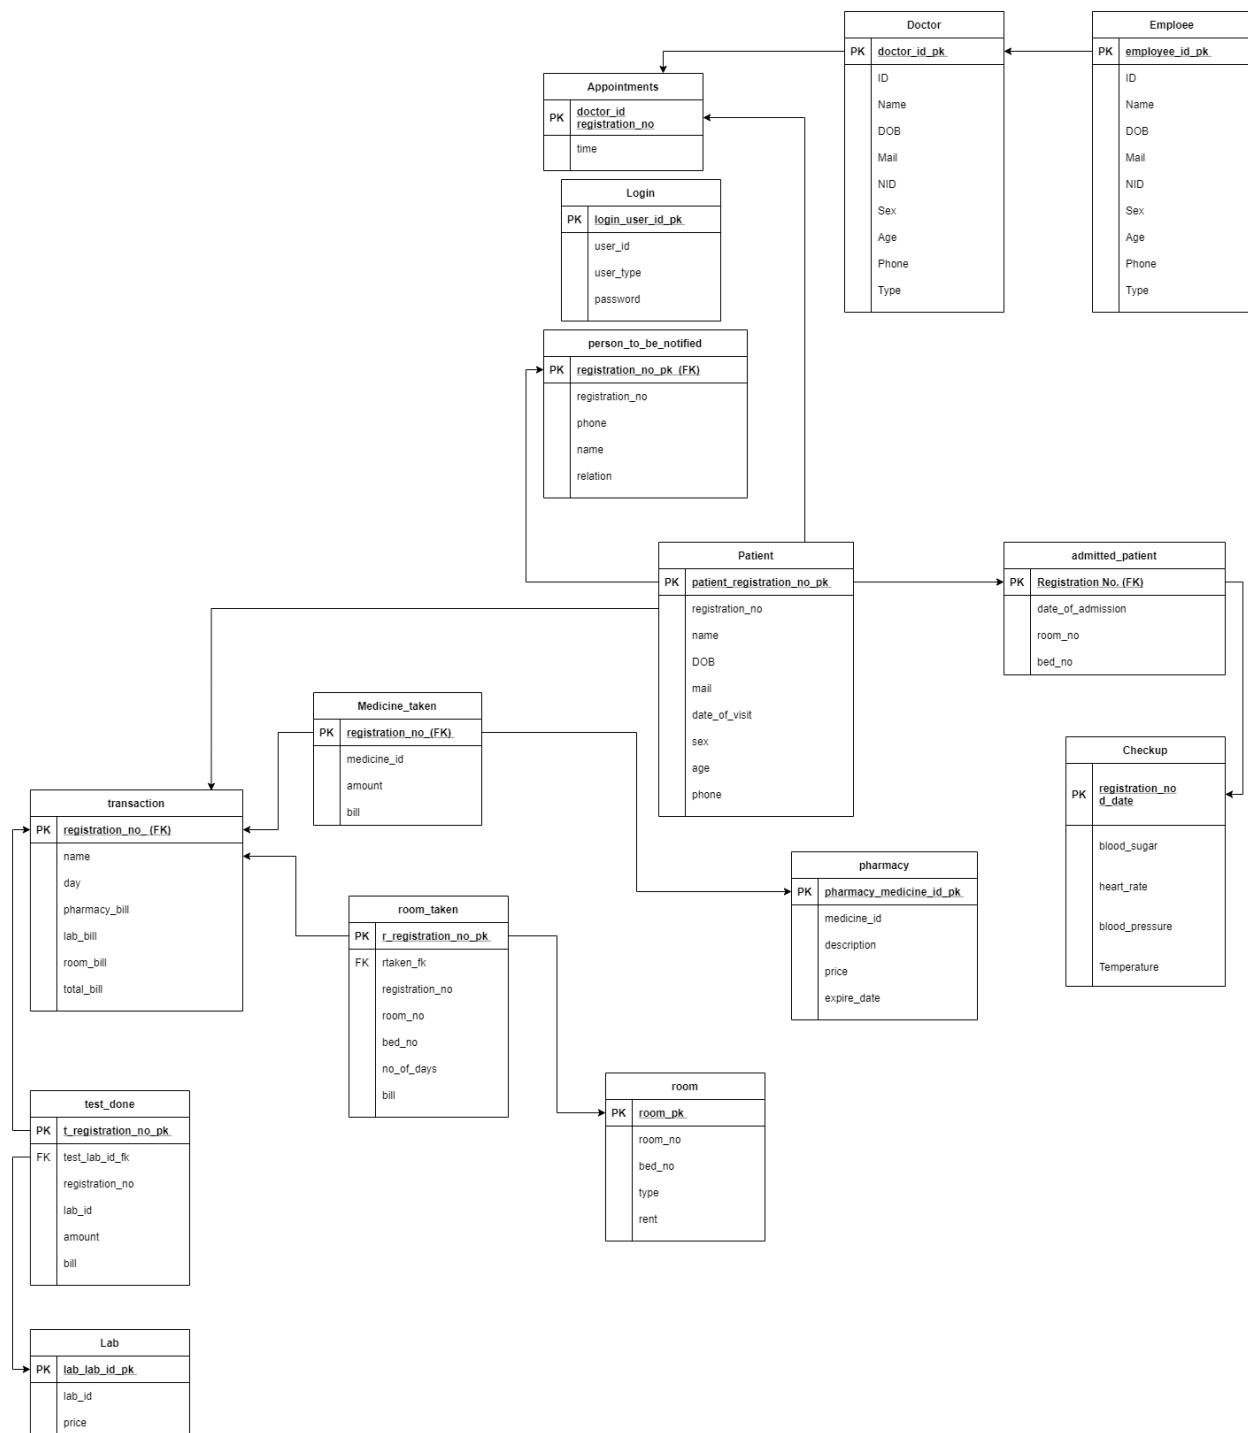 Doctor
PK doctor_id_pk
ID
Name
DOB
Mail
NID
Sex
Age
Phone
Type
Emploee
PK employee_id_pk
ID
Name
DOB
Mail
NID
Sex
Age
Phone
Type
Appointments
PK doctor_id
registration_no
time
Login
PK login_user_id_pk
user_id
user_type
password
person_to_be_notified
PK registration_no_pk (FK)
registration_no
phone
name
relation
Patient
PK patient_registration_no_pk
registration_no
name
DOB
mail
date_of_visit
sex
age
phone
admitted_patient
PK Registration No. (FK)
date_of_admission
room_no
bed_no
Medicine_taken
PK registration_no_(FK)
medicine_id
amount
bill
Checkup
PK registration_no
d_date
blood_sugar
heart_rate
blood_pressure
Temperature
transaction
PK registration_no_ (FK)
name
day
pharmacy_bill
lab_bill
room_bill
total_bill
pharmacy
PK pharmacy_medicine_id_pk
medicine_id
description
price
expire_date
room_taken
PK r_registration_no_pk
FK rtaken_fk
registration_no
room_no
bed_no
no_of_days
bill
room
PK room_pk
room_no
bed_no
type
rent
test_done
PK t_registration_no_pk
FK test_lab_id_fk
registration_no
lab_id
amount
bill
Lab
PK lab_lab_id_pk
lab_id
price